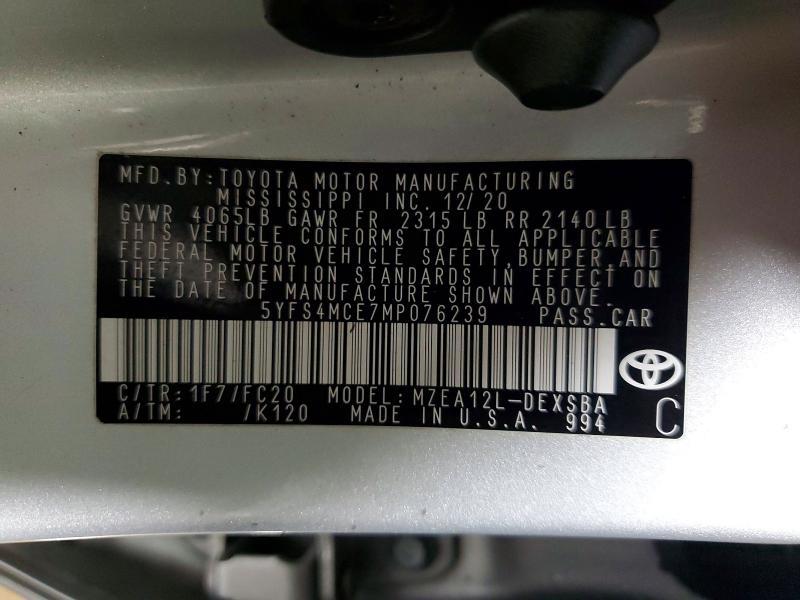 MFD.BY:TOYOTA MOTOR MANUFACTURING
MISSISSIPPI INC. 12/20
GVWR 4065LB GAWR FR 2315 LB RR 2140 LB
THIS VEHICLE CONFORMS TO ALL APPLICABLE
FEDERAL MOTOR VEHICLE SAFETY, BUMPER, AND
THEFT PREVENTION STANDARDS IN EFFECT ON
THE DATE OF MANUFACTURE SHOWN ABOVE.
5YFS4MCE7MP076239 PASS.CAR
C/TR:1F7/FC20 MODEL:MZEA12L-DEXSBA
A/TM: /K120 MADE IN U.S.A. 994 C